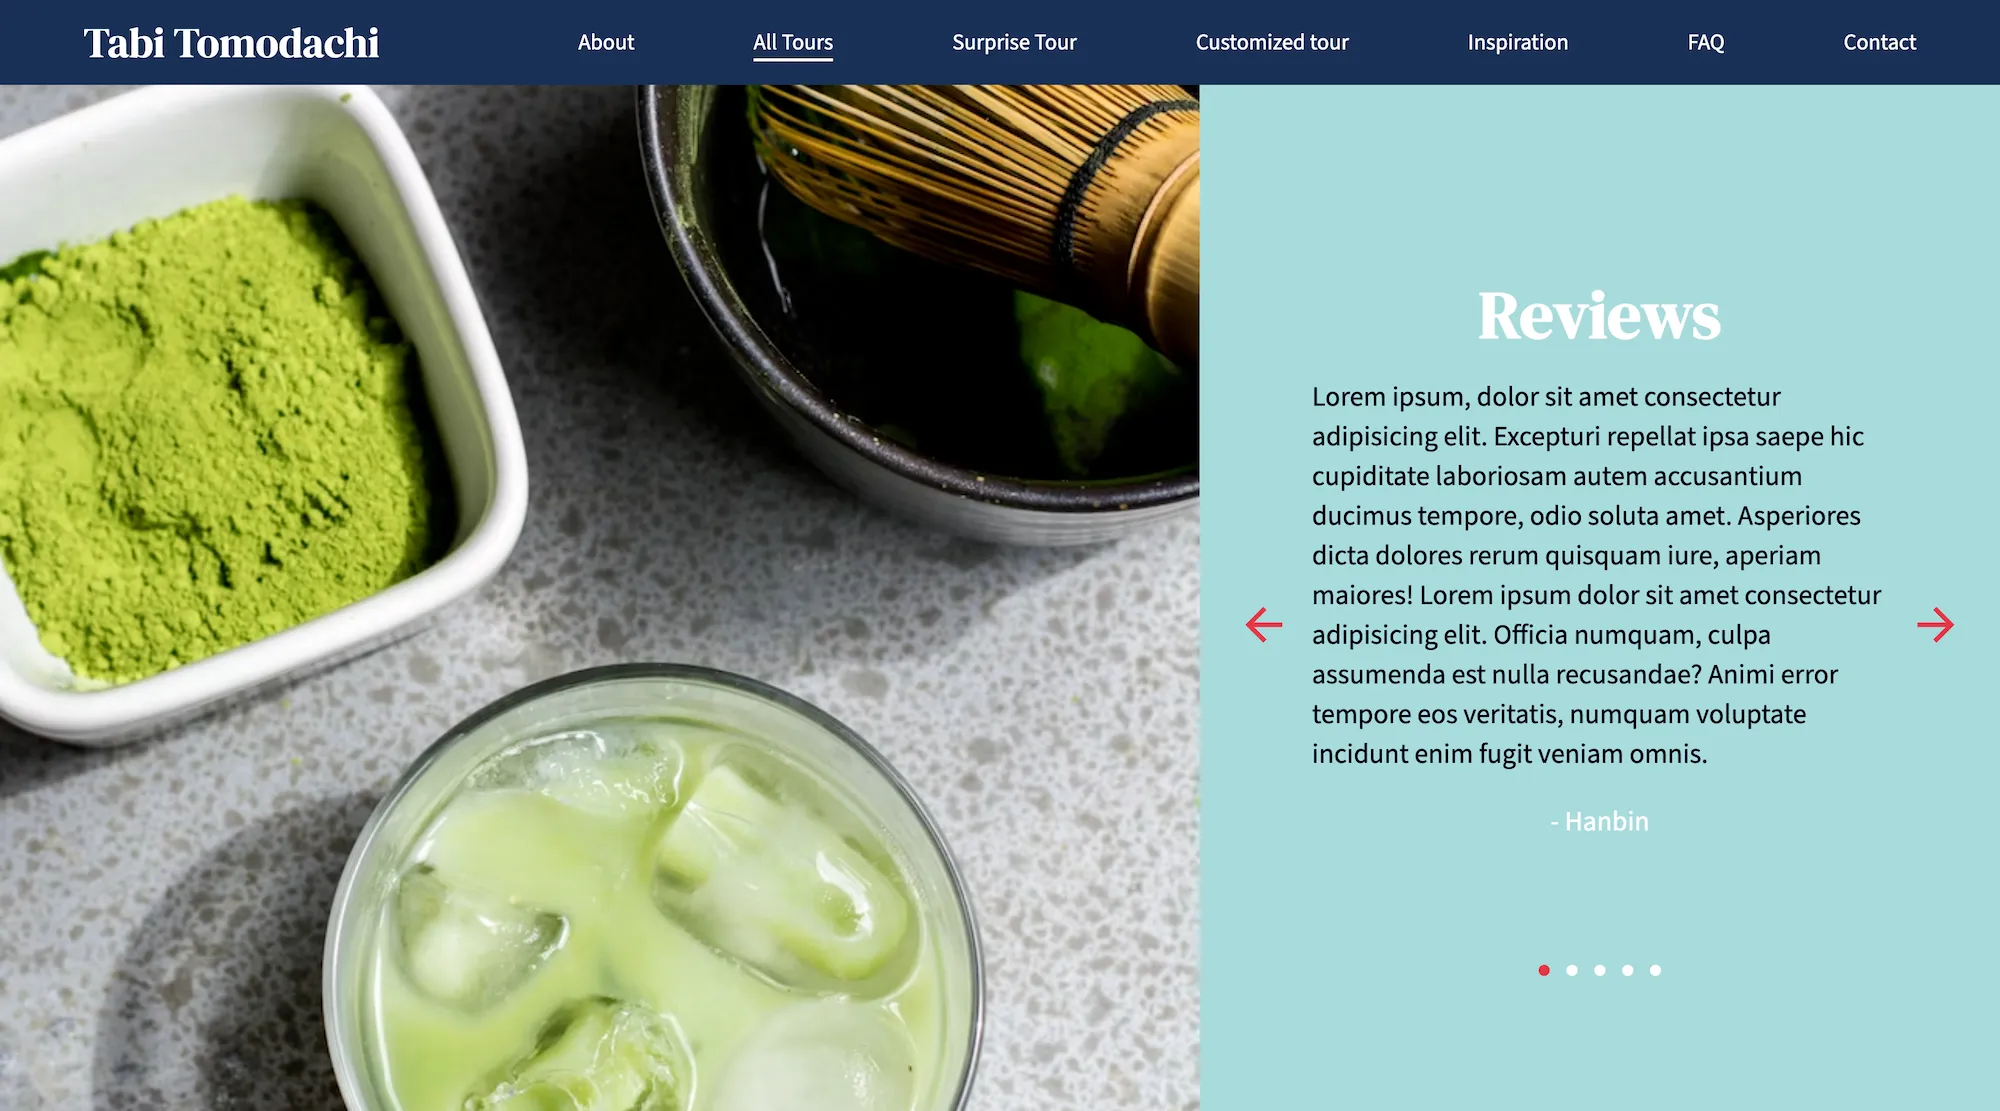 Tabi Tomodachi
About
All Tours
Surprise Tour
Customized tour
Inspiration
FAQ
Contact
Reviews
Lorem ipsum, dolor sit amet consectetur
adipisicing elit. Excepturi repellat ipsa saepe hic
cupiditate laboriosam autem accusantium
ducimus tempore, odio soluta amet. Asperiores
dicta dolores rerum quisquam iure, aperiam
maiores! Lorem ipsum dolor sit amet consectetur
adipisicing elit. Officia numquam, culpa
assumenda est nulla recusandae? Animi error
tempore eos veritatis, numquam voluptate
incidunt enim fugit veniam omnis.
- Hanbin